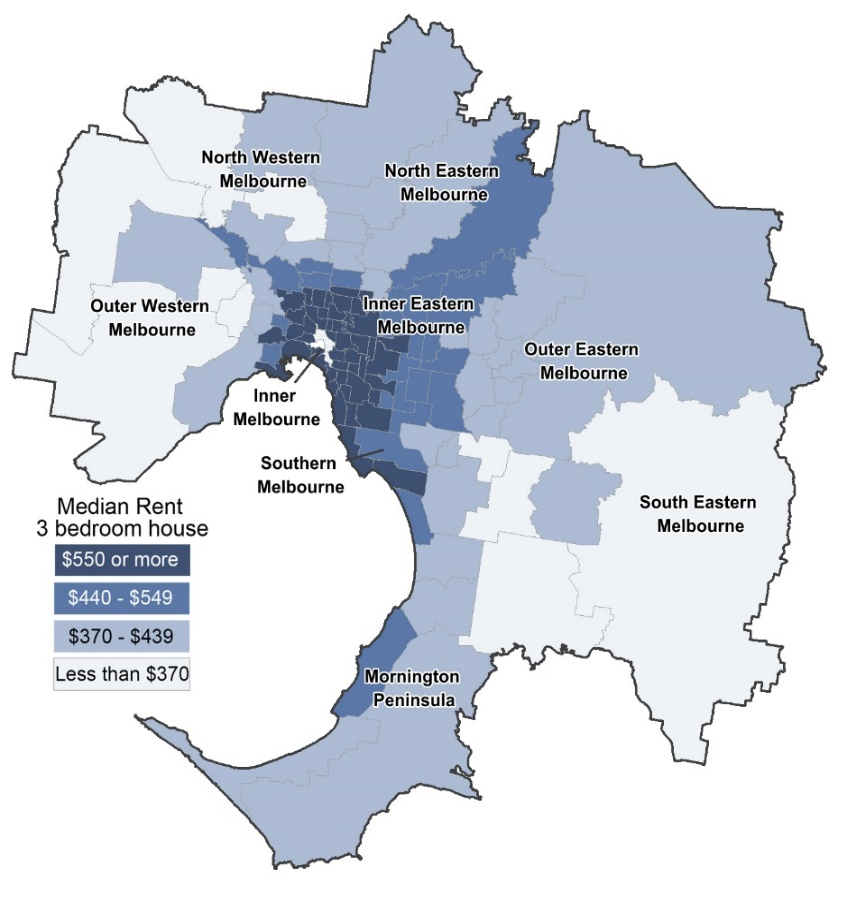 North Western
Melbourne
North Eastern
Melbourne
Outer Western
Melbourne
Inner Eastern
Melbourne
Outer Eastern
Melbourne
Inner
Melbourne
Southern
Melbourne
South Eastern
Melbourne
Median Rent
3 bedroom house
$550 or more
$440 - $549
$370 - $439
Less than $370
Mornington
Peninsula